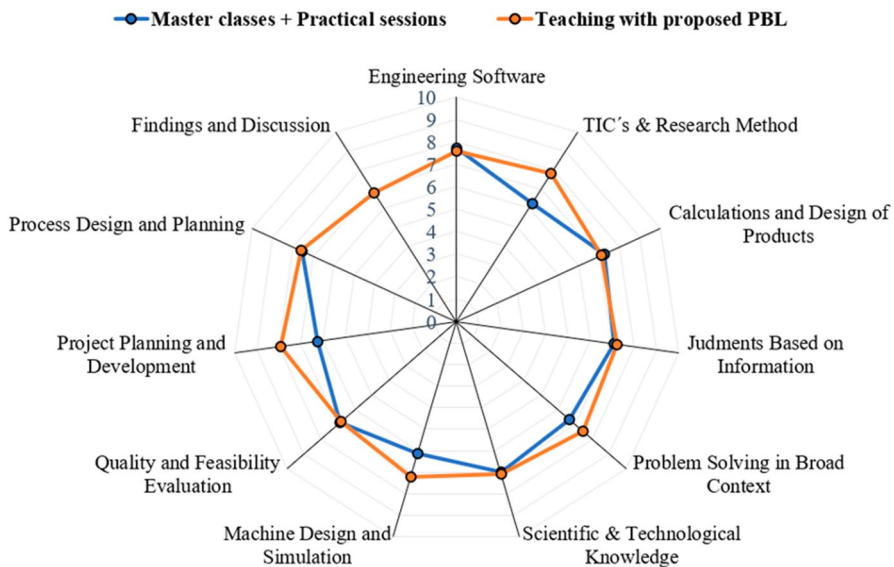 Master classes + Practical sessions
Teaching with proposed PBL
Engineering Software
10
9
8
7
6
5
4
3
2
1
0
TIC´s & Research Method
Calculations and Design of
Products
Judments Based on
Information
Problem Solving in Broad
Context
Scientific & Technological
Knowledge
Machine Design and
Simulation
Quality and Feasibility
Evaluation
Project Planning and
Development
Process Design and Planning
Findings and Discussion